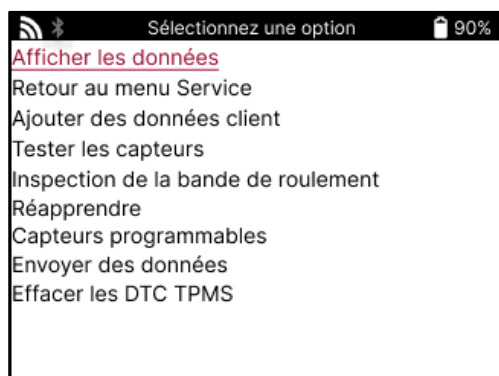 Sélectionnez une option 90%
Afficher les données
Retour au menu Service
Ajouter des données client
Tester les capteurs
Inspection de la bande de roulement
Réapprendre
Capteurs programmables
Envoyer des données
Effacer les DTC TPMS